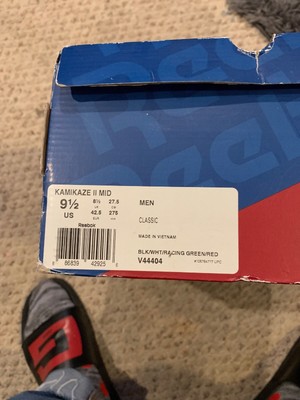 KAMIKAZE II MID
9½ 8½ 27.5
UK CM
US 42.5 275
EUR
Reebok
MEN
CLASSIC
MADE IN VIETNAM
BLK/WHT/RACING GREEN/RED
V44404